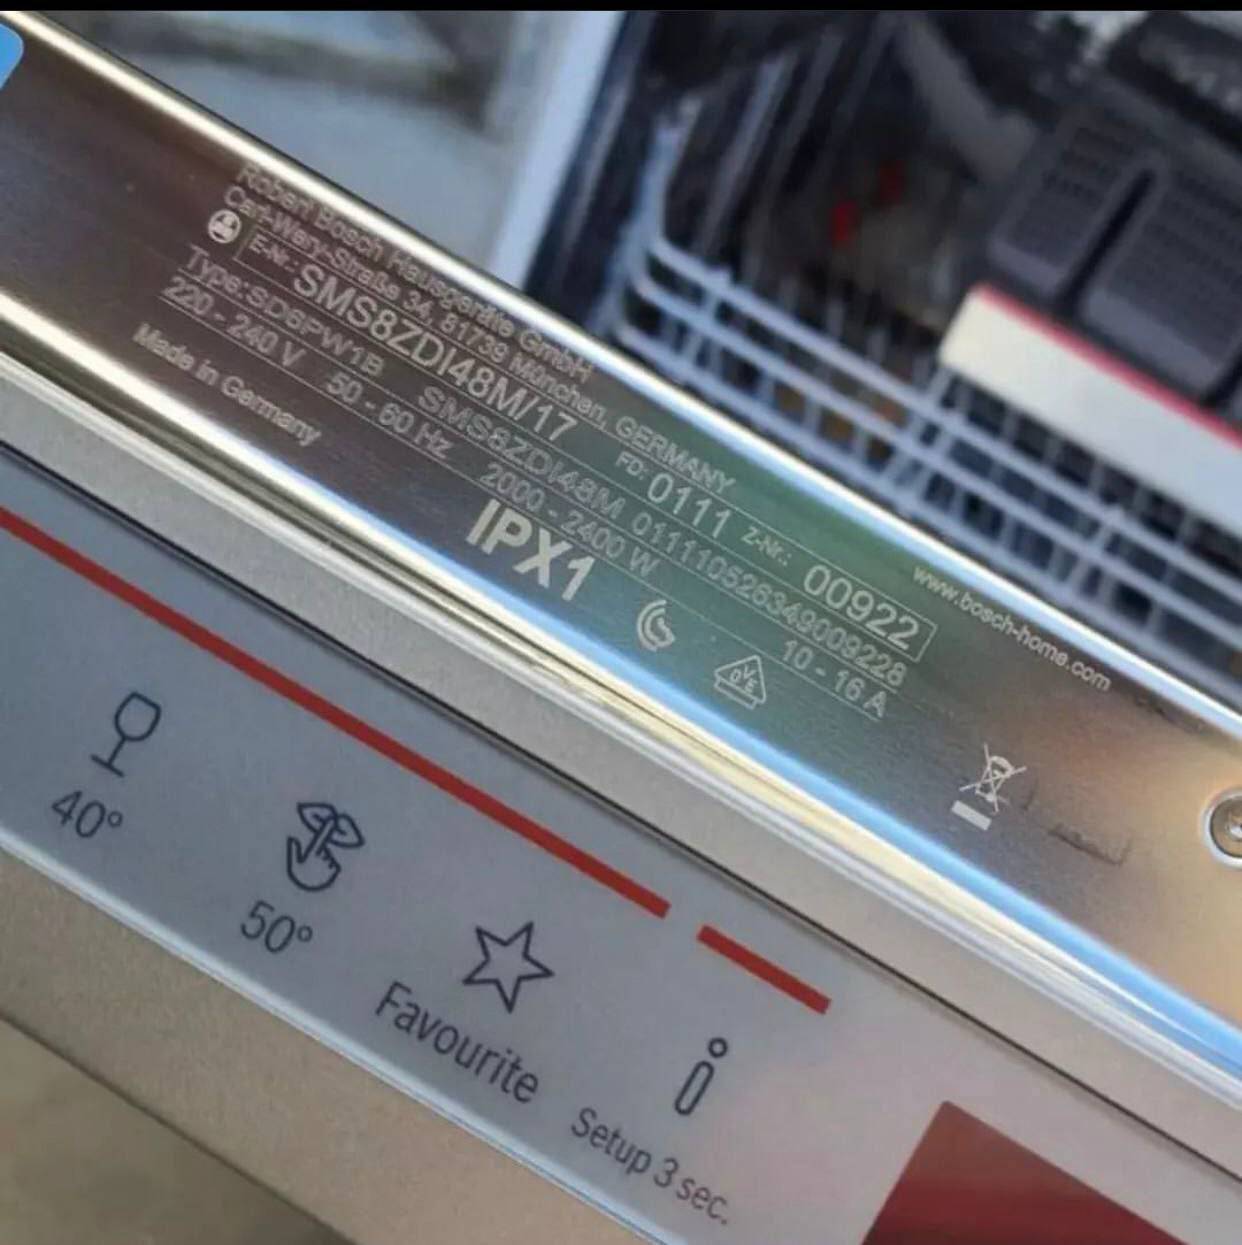 Robert Bosch Hausgeräte GmbH
Carl-Wery-Straße 34, 81739 München, GERMANY
E-Nr.: SMS8ZDI48M/17 FD: 0111 Z-Nr.: 00922
Type: SD6PW1B SMS8ZDI48M 011110526349009228
220 - 240 V 50 - 60 Hz 2000 - 2400 W 10 - 16 A
Made in Germany
IPX1
OVE
www.bosch-home.com
40°
50°
Favourite
Setup 3 sec.